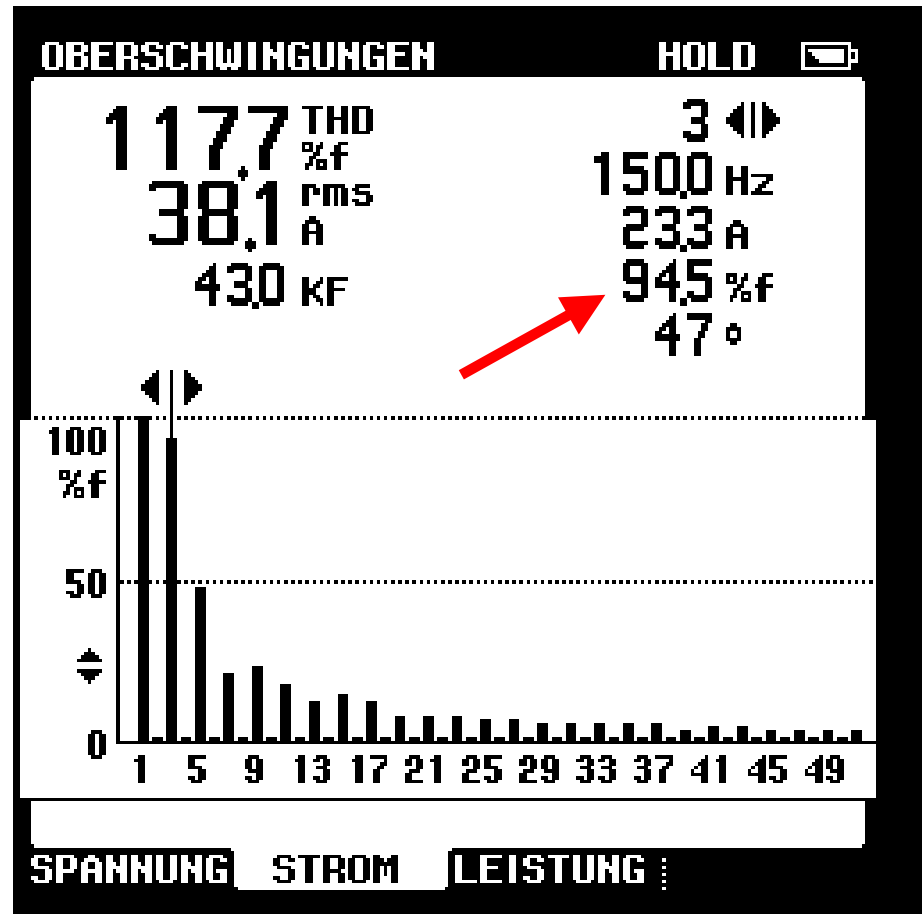 OBERSCHWINGUNGEN HOLD
117.7 THD %f
38.1 rms A
43.0 KF
3
150.0 Hz
23.3 A
94.5 %f
47 °
100
%f
50
0
1 5 9 13 17 21 25 29 33 37 41 45 49
SPANNUNG STROM LEISTUNG